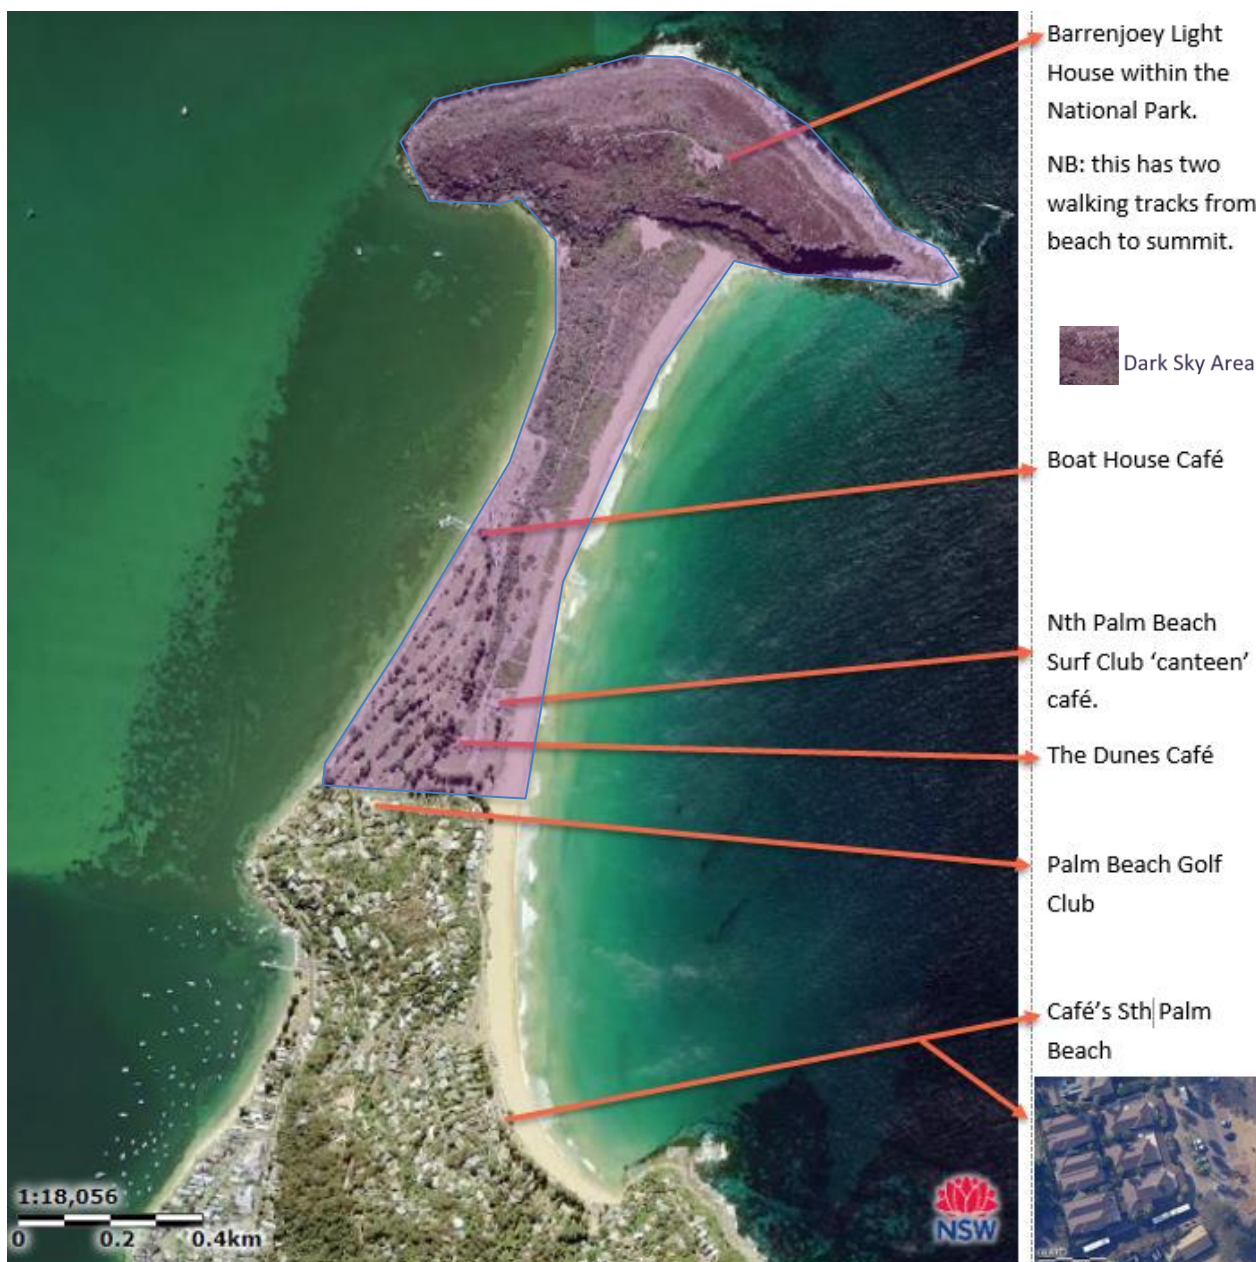 Barrenjoey Light
House within the
National Park.
NB: this has two
walking tracks from
beach to summit.
Dark Sky Area
Boat House Café
Nth Palm Beach
Surf Club ‘canteen’
café.
The Dunes Café
Palm Beach Golf
Club
Café’s Sth Palm
Beach
1:18,056
0 0.2 0.4km
NSW